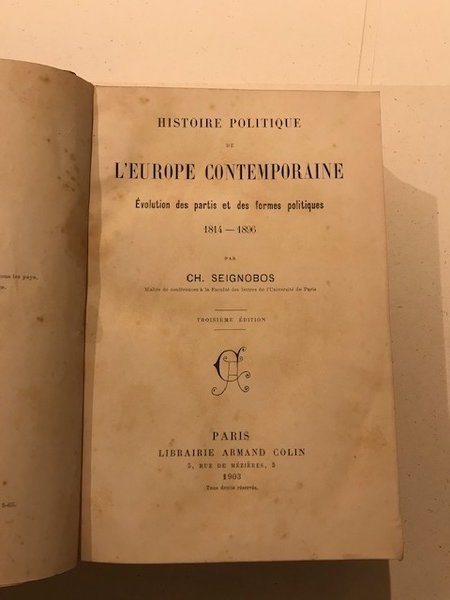 HISTOIRE POLITIQUE
DE
L'EUROPE CONTEMPORAINE
Évolution des partis et des formes politiques
1814 — 1896
PAR
CH. SEIGNOBOS
Maître de conférences à la Faculté des lettres de l'Université de Paris
TROISIÈME ÉDITION
PARIS
LIBRAIRIE ARMAND COLIN
5, RUE DE MÉZIÈRES, 5
1903
Tous droits réservés.
les pays,